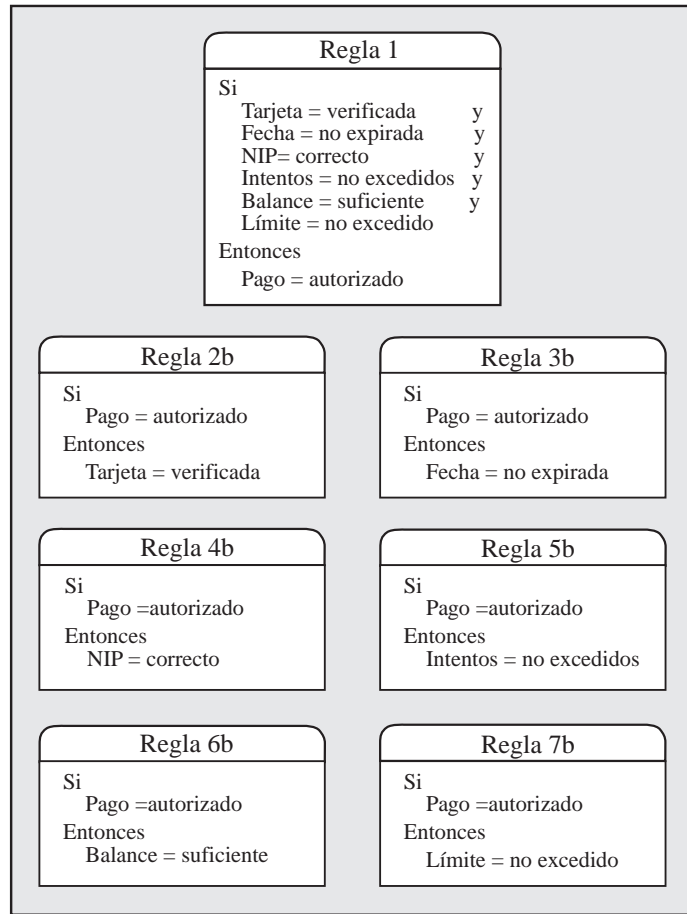 Regla 1
Si
Tarjeta = verificada y
Fecha = no expirada y
NIP= correcto y
Intentos = no excedidos y
Balance = suficiente y
Límite = no excedido
Entonces
Pago = autorizado
Regla 2b
Si
Pago = autorizado
Entonces
Tarjeta = verificada
Regla 3b
Si
Pago = autorizado
Entonces
Fecha = no expirada
Regla 4b
Si
Pago =autorizado
Entonces
NIP = correcto
Regla 5b
Si
Pago =autorizado
Entonces
Intentos = no excedidos
Regla 6b
Si
Pago =autorizado
Entonces
Balance = suficiente
Regla 7b
Si
Pago =autorizado
Entonces
Límite = no excedido